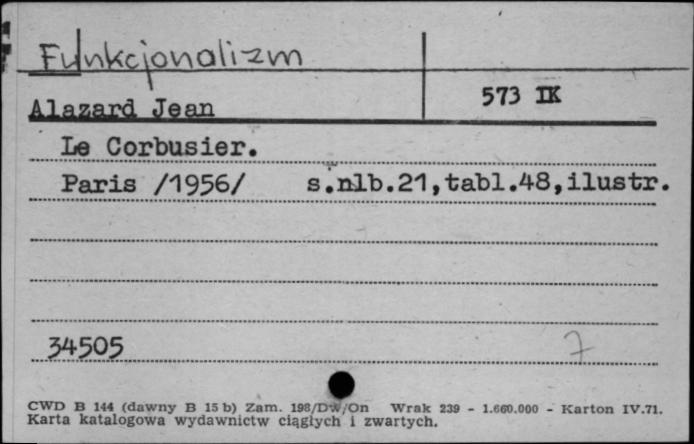 Funkcjonalizm
573 IK
Alazard Jean
Le Corbusier.
Paris /1956/ s.nlb.21,tabl.48,ilustr.
34505
7
CWD B 144 (dawny B 15 b) Zam. 198/DW/On Wrak 239 - 1.660.000 - Karton IV.71.
Karta katalogowa wydawnictw ciągłych i zwartych.